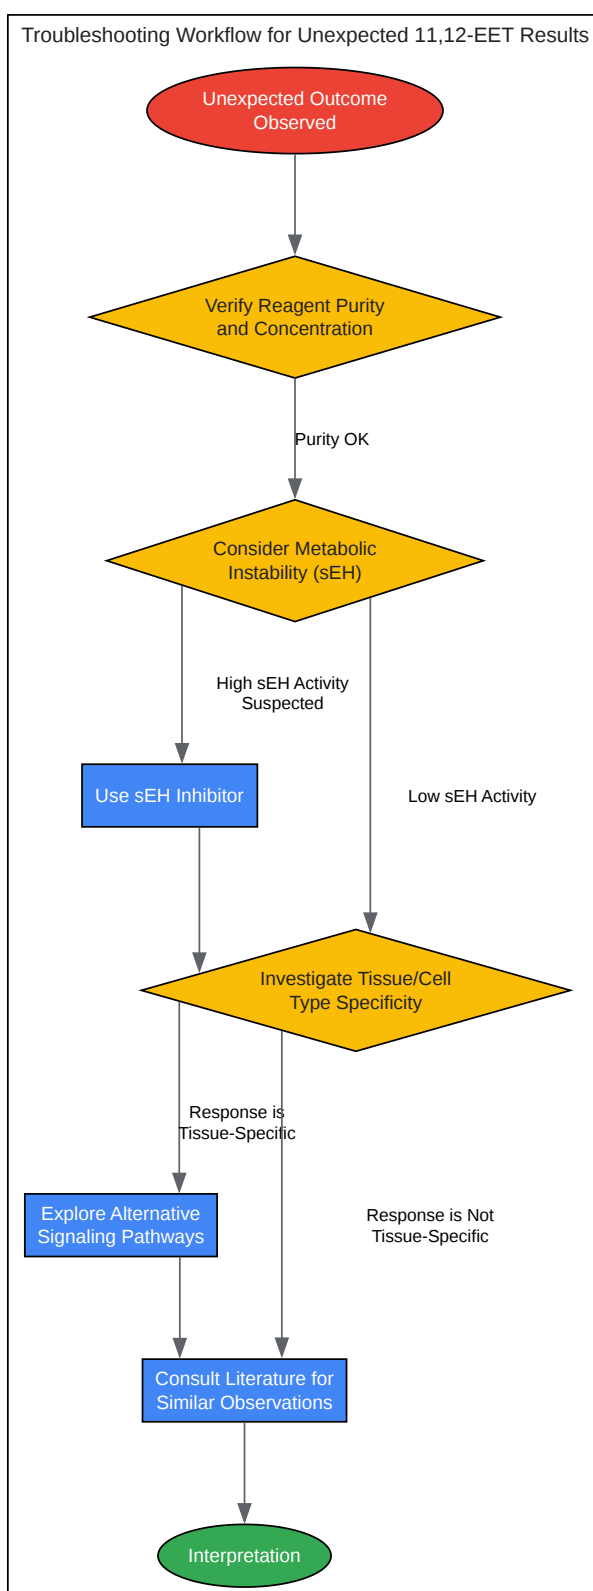 Troubleshooting Workflow for Unexpected 11,12-EET Results
Unexpected Outcome
Observed
Verify Reagent Purity
and Concentration
Purity OK
Consider Metabolic
Instability (sEH)
High sEH Activity
Suspected
Use sEH Inhibitor
Low sEH Activity
Investigate Tissue/Cell
Type Specificity
Response is
Tissue-Specific
Explore Alternative
Signaling Pathways
Response is Not
Tissue-Specific
Consult Literature for
Similar Observations
Interpretation